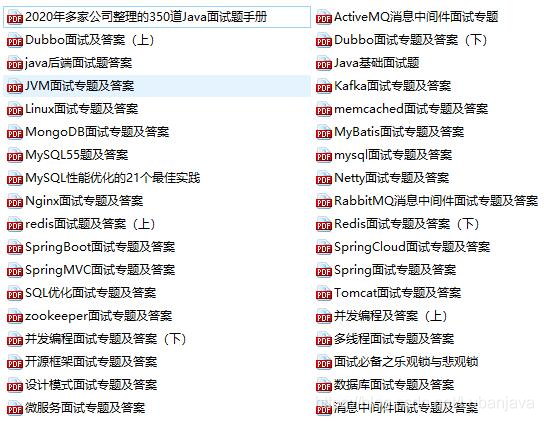 2020年多家公司整理的350道Java面试题手册
ActiveMQ消息中间件面试专题
Dubbo面试及答案（上）
Dubbo面试专题及答案（下）
java后端面试题答案
Java基础面试题
JVM面试专题及答案
Kafka面试专题及答案
Linux面试专题及答案
memcached面试专题及答案
MongoDB面试专题及答案
MyBatis面试专题及答案
MySQL55题及答案
mysql面试专题及答案
MySQL性能优化的21个最佳实践
Netty面试专题及答案
Nginx面试专题及答案
RabbitMQ消息中间件面试专题及答案
redis面试题及答案（上）
Redis面试专题及答案（下）
SpringBoot面试专题及答案
SpringCloud面试专题及答案
SpringMVC面试专题及答案
Spring面试专题及答案
SQL优化面试专题及答案
Tomcat面试专题及答案
zookeeper面试专题及答案
并发编程及答案（上）
并发编程面试专题及答案（下）
多线程面试专题及答案
开源框架面试专题及答案
面试必备之乐观锁与悲观锁
设计模式面试专题及答案
数据库面试专题及答案
微服务面试专题及答案
消息中间件面试专题及答案